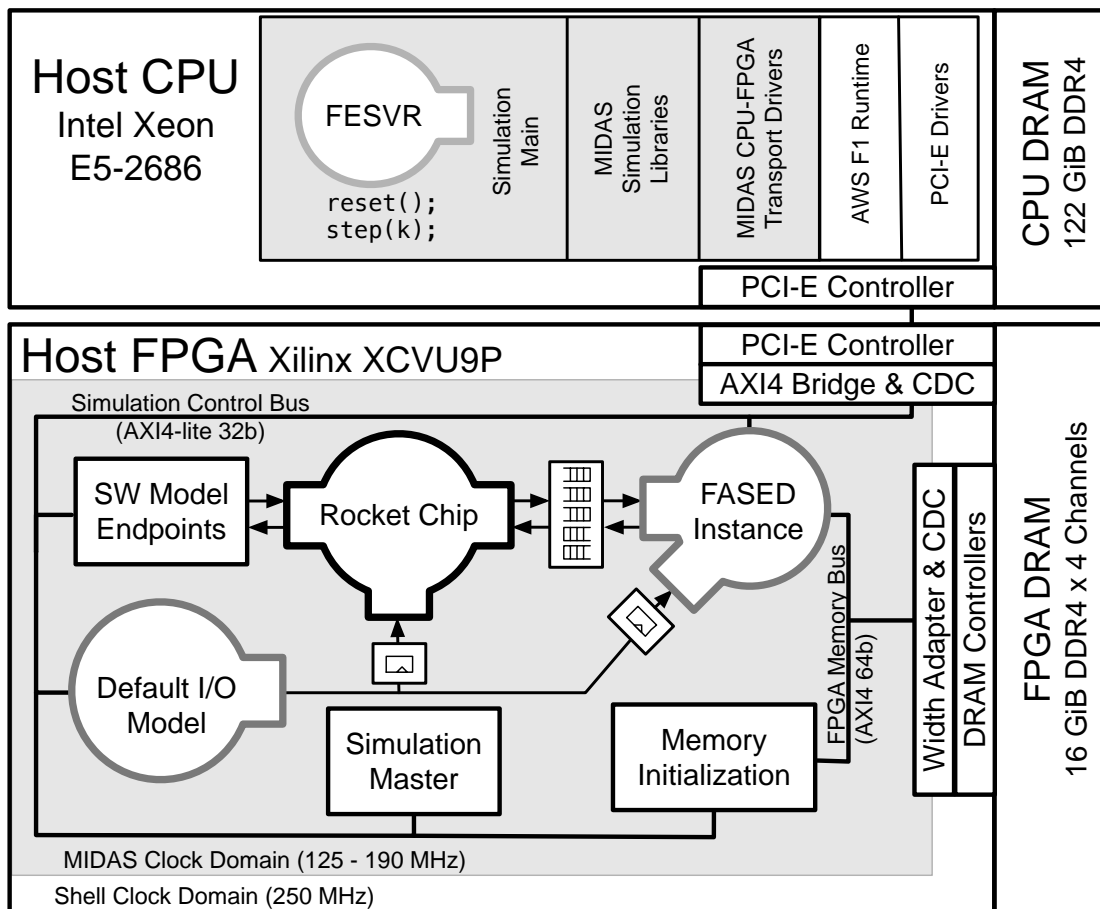 Host CPU
Intel Xeon
E5-2686
FESVR
reset();
step(k);
Simulation
Main
MIDAS
Simulation
Libraries
MIDAS CPU-FPGA
Transport Drivers
AWS F1 Runtime
PCI-E Drivers
CPU DRAM
122 GiB DDR4
PCI-E Controller
Host FPGA Xilinx XCVU9P
PCI-E Controller
AXI4 Bridge & CDC
Simulation Control Bus
(AXI4-lite 32b)
SW Model
Endpoints
Rocket Chip
FASED
Instance
Default I/O
Model
Simulation
Master
Memory
Initialization
FPGA Memory Bus
(AXI4 64b)
Width Adapter & CDC
DRAM Controllers
FPGA DRAM
16 GiB DDR4 x 4 Channels
MIDAS Clock Domain (125 - 190 MHz)
Shell Clock Domain (250 MHz)